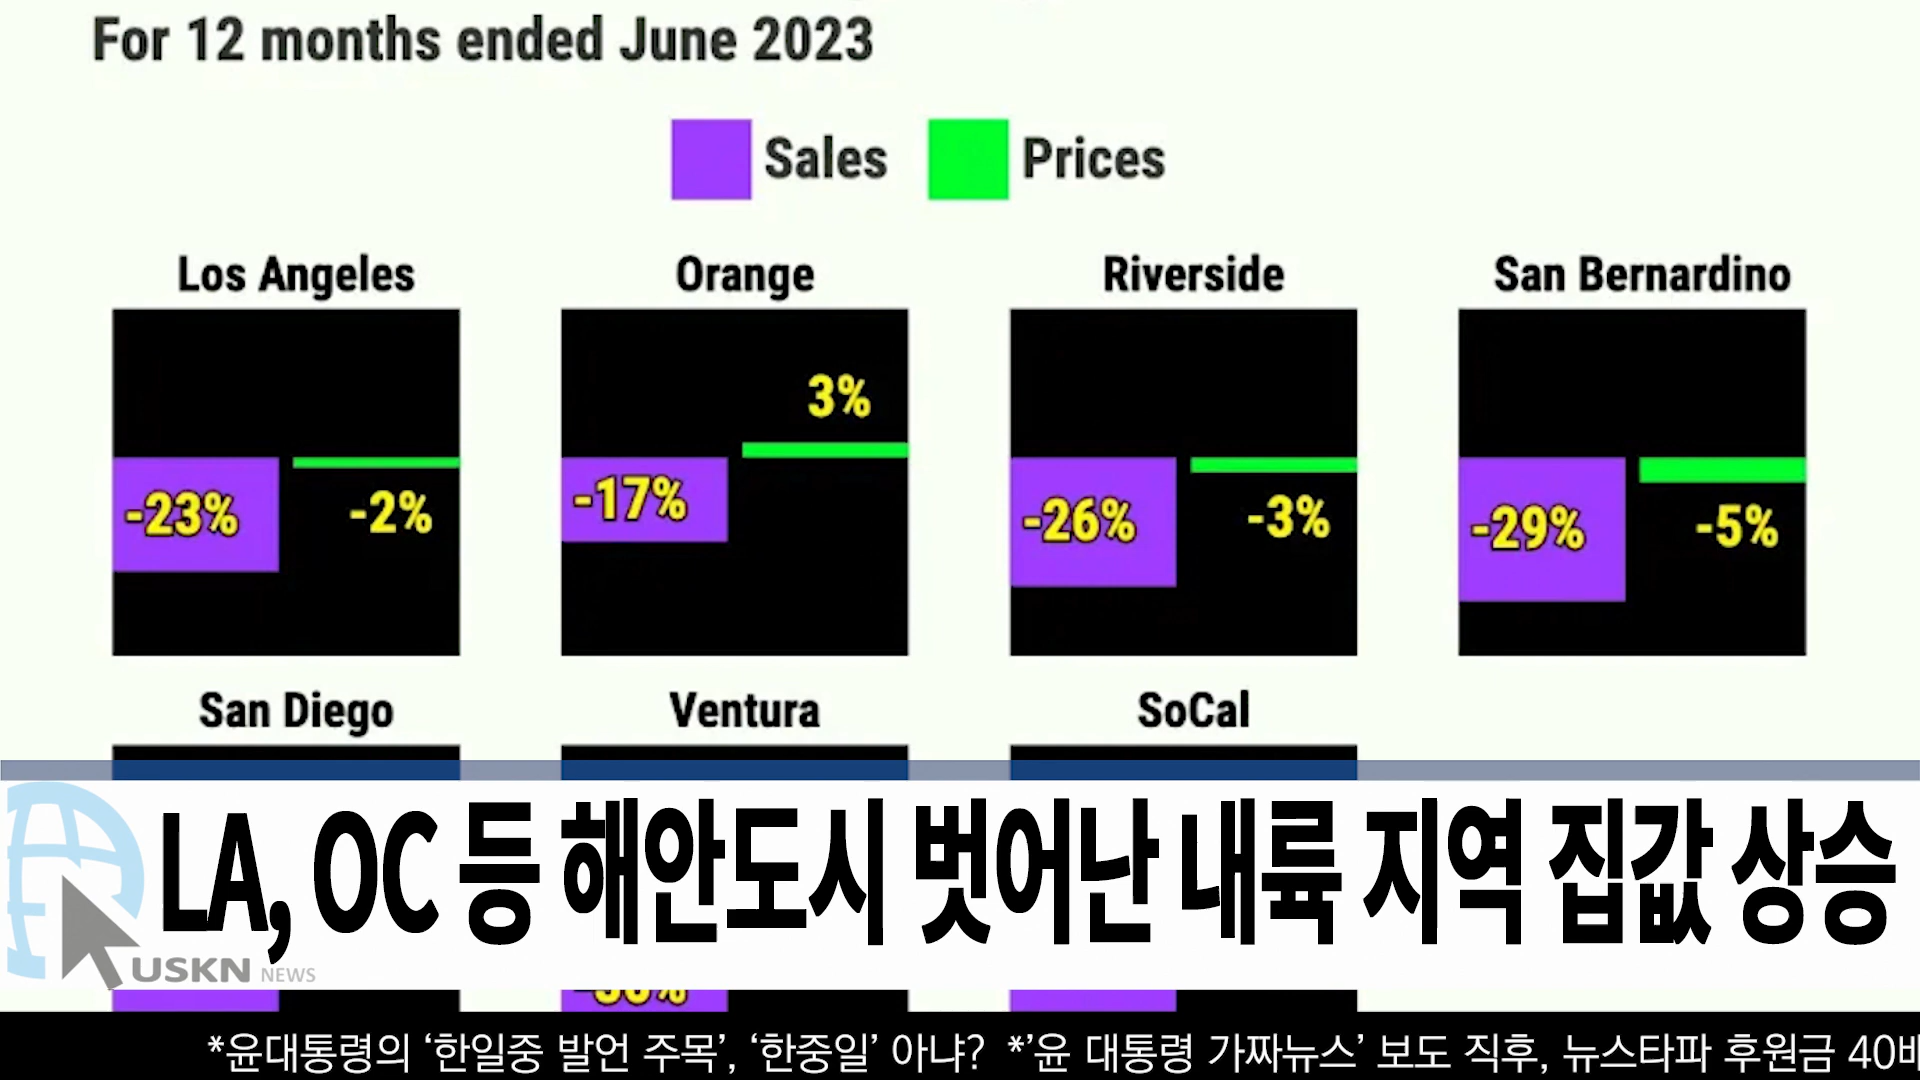 For 12 months ended June 2023
Sales Prices
Los Angeles Orange Riverside San Bernardino
3%
-23% -2% -17% -26% -3% -29% -5%
San Diego Ventura SoCal
LA, OC 등 해안도시 벗어난 내륙 지역 집값 상승
USKN NEWS
*윤대통령의 ‘한일중 발언 주목’, ‘한중일’ 아냐? *’윤 대통령 가짜뉴스’ 보도 직후, 뉴스타파 후원금 40배